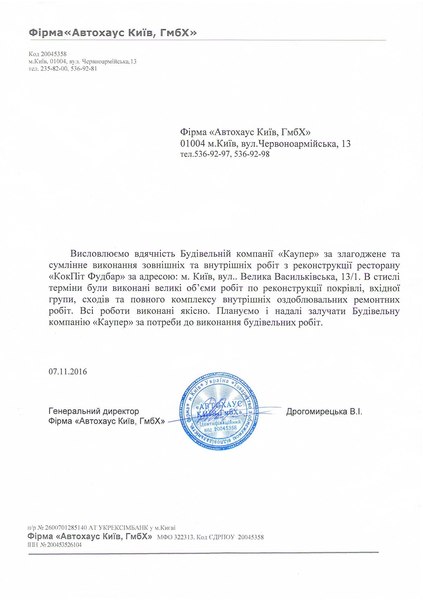 Фірма«Автохаус Київ, ГмбХ»
Код 20045358
м.Київ, 01004, вул. Червоноармійська,13
тел. 235-82-00, 536-92-81
Фірма «Автохаус Київ, ГмбХ»
01004 м.Київ, вул.Червоноармійська, 13
тел.536-92-97, 536-92-98
Висловлюємо вдячність Будівельній компанії «Каупер» за злагоджене та
сумлінне виконання зовнішніх та внутрішніх робіт з реконструкції ресторану
«КокПіт Фудбар» за адресою: м. Київ, вул.. Велика Васильківська, 13/1. В стислі
терміни були виконані великі об’єми робіт по реконструкції покрівлі, вхідної
групи, сходів та повного комплексу внутрішніх оздоблювальних ремонтних
робіт. Всі роботи виконані якісно. Плануємо і надалі залучати Будівельну
компанію «Каупер» за потреби до виконання будівельних робіт.
07.11.2016
Генеральний директор
Фірма «Автохаус Київ, ГмбХ»
«АВТОХАУС
КИЇВ, ГмбХ»
Ідентифікаційний
код 20045358
Дрогомирецька В.І.
п/р № 2600701285140 АТ УКРЕКСІМБАНК у м.Києві
Фірма «Автохаус Київ, ГмбХ» МФО 322313. Код ЄДРПОУ 20045358
ІПН № 200453526104